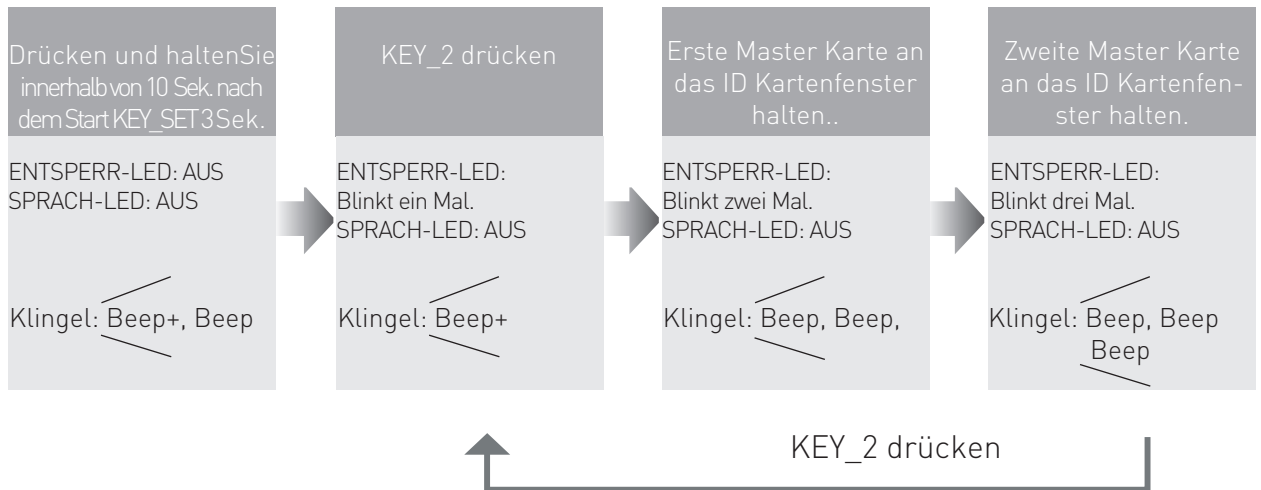 Drücken und haltenSie
innerhalb von 10 Sek. nach
dem Start KEY_SET 3 Sek.
ENTSPERR-LED: AUS
SPRACH-LED: AUS
Klingel: Beep+, Beep
KEY_2 drücken
ENTSPERR-LED:
Blinkt ein Mal.
SPRACH-LED: AUS
Klingel: Beep+
Erste Master Karte an
das ID Kartenfenster
halten..
ENTSPERR-LED:
Blinkt zwei Mal.
SPRACH-LED: AUS
Klingel: Beep, Beep,
Zweite Master Karte
an das ID Kartenfen-
ster halten.
ENTSPERR-LED:
Blinkt drei Mal.
SPRACH-LED: AUS
Klingel: Beep, Beep
Beep
KEY_2 drücken